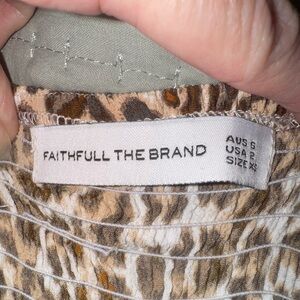 FAITHFULL THE BRAND
AUS 6
USA 2
SIZE XS